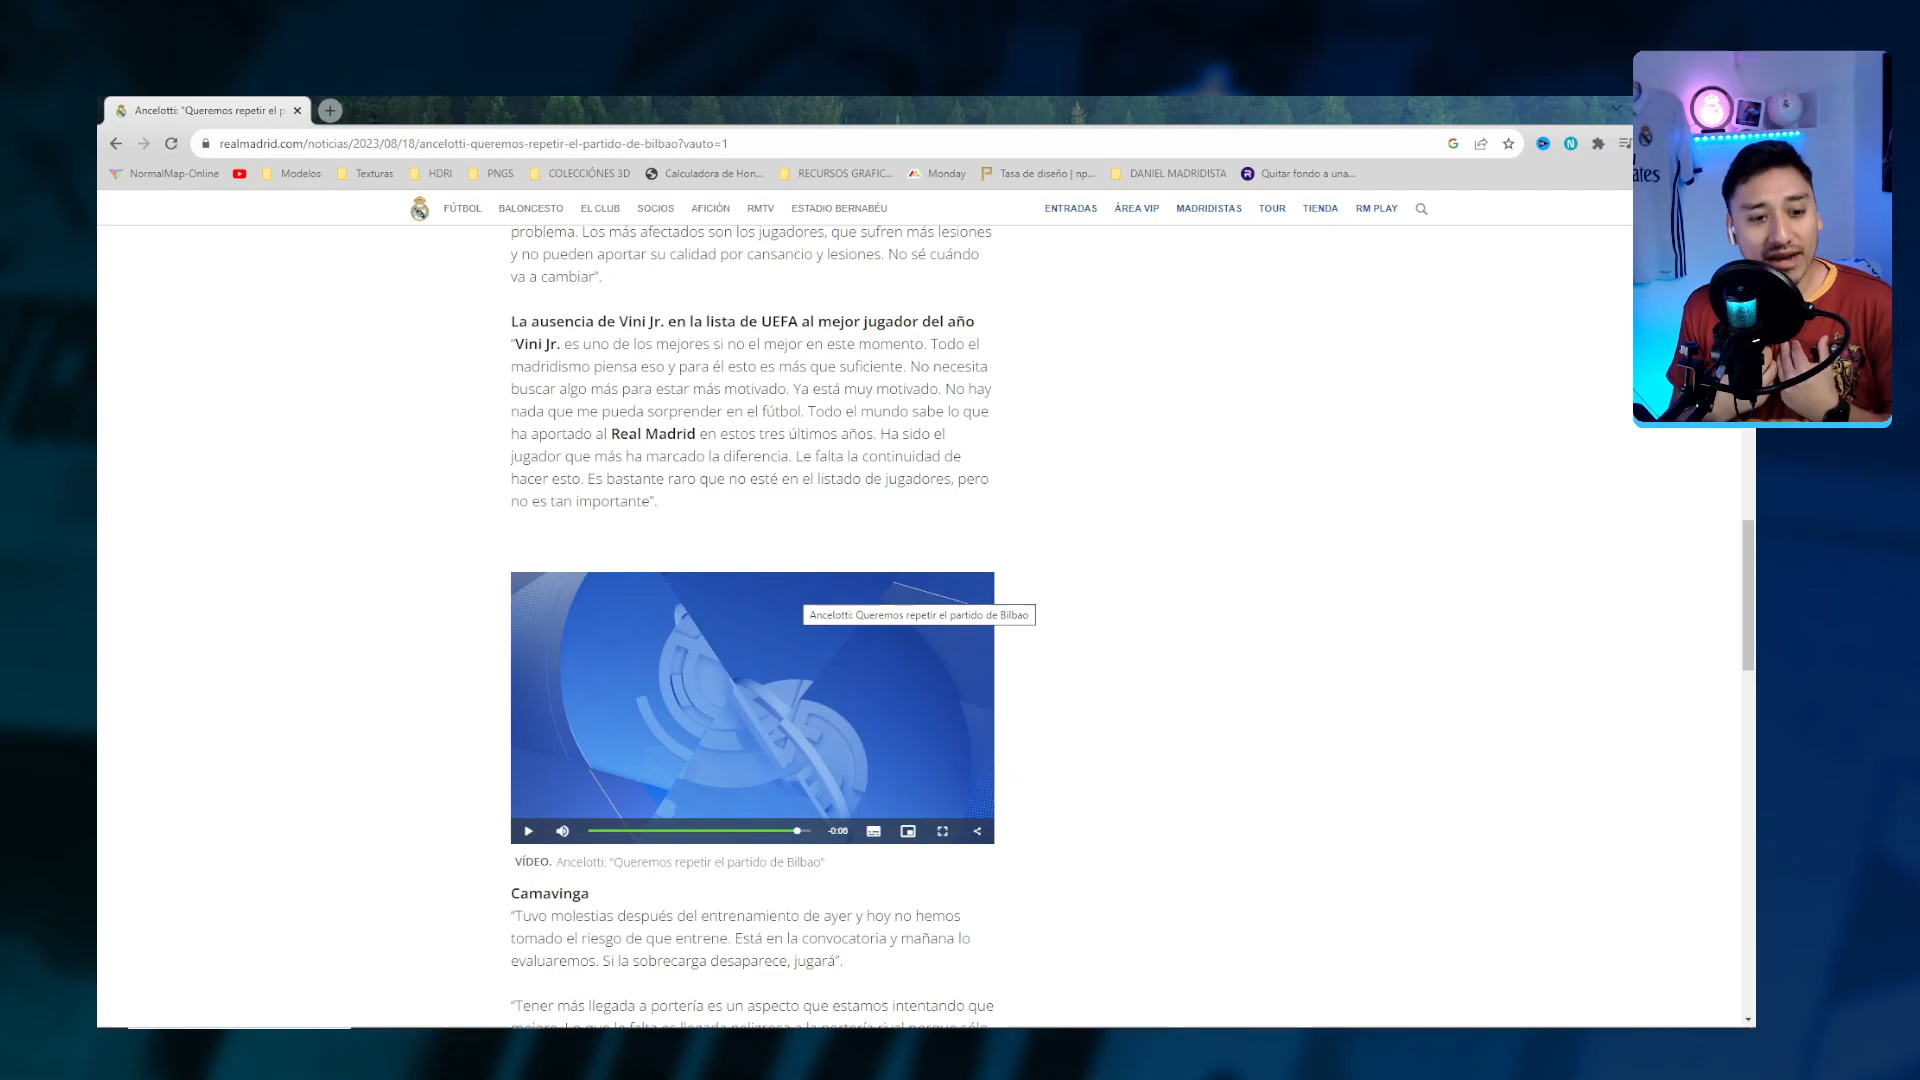 Ancelotti: "Queremos repetir el p
realmadrid.com/noticias/2023/08/18/ancelotti-queremos-repetir-el-partido-de-bilbao?vauto=1
NormalMap-Online
Modelos
Texturas
HDRI
PNGS
COLECCIÓNES 3D
Calculadora de Hon...
RECURSOS GRAFIC...
Monday
Tasa de diseño | np...
DANIEL MADRIDISTA
Quitar fondo a una...
FÚTBOL BALONCESTO EL CLUB SOCIOS AFICIÓN RMTV ESTADIO BERNABÉU ENTRADAS ÁREA VIP MADRIDISTAS TOUR TIENDA RM PLAY
problema. Los más afectados son los jugadores, que sufren más lesiones
y no pueden aportar su calidad por cansancio y lesiones. No sé cuándo
va a cambiar”.
La ausencia de Vini Jr. en la lista de UEFA al mejor jugador del año
“Vini Jr. es uno de los mejores si no el mejor en este momento. Todo el
madridismo piensa eso y para él esto es más que suficiente. No necesita
buscar algo más para estar más motivado. Ya está muy motivado. No hay
nada que me pueda sorprender en el fútbol. Todo el mundo sabe lo que
ha aportado al Real Madrid en estos tres últimos años. Ha sido el
jugador que más ha marcado la diferencia. Le falta la continuidad de
hacer esto. Es bastante raro que no esté en el listado de jugadores, pero
no es tan importante”.
Ancelotti: Queremos repetir el partido de Bilbao
-0:06
VÍDEO. Ancelotti: "Queremos repetir el partido de Bilbao"
Camavinga
“Tuvo molestias después del entrenamiento de ayer y hoy no hemos
tomado el riesgo de que entrene. Está en la convocatoria y mañana lo
evaluaremos. Si la sobrecarga desaparece, jugará”.
“Tener más llegada a portería es un aspecto que estamos intentando que